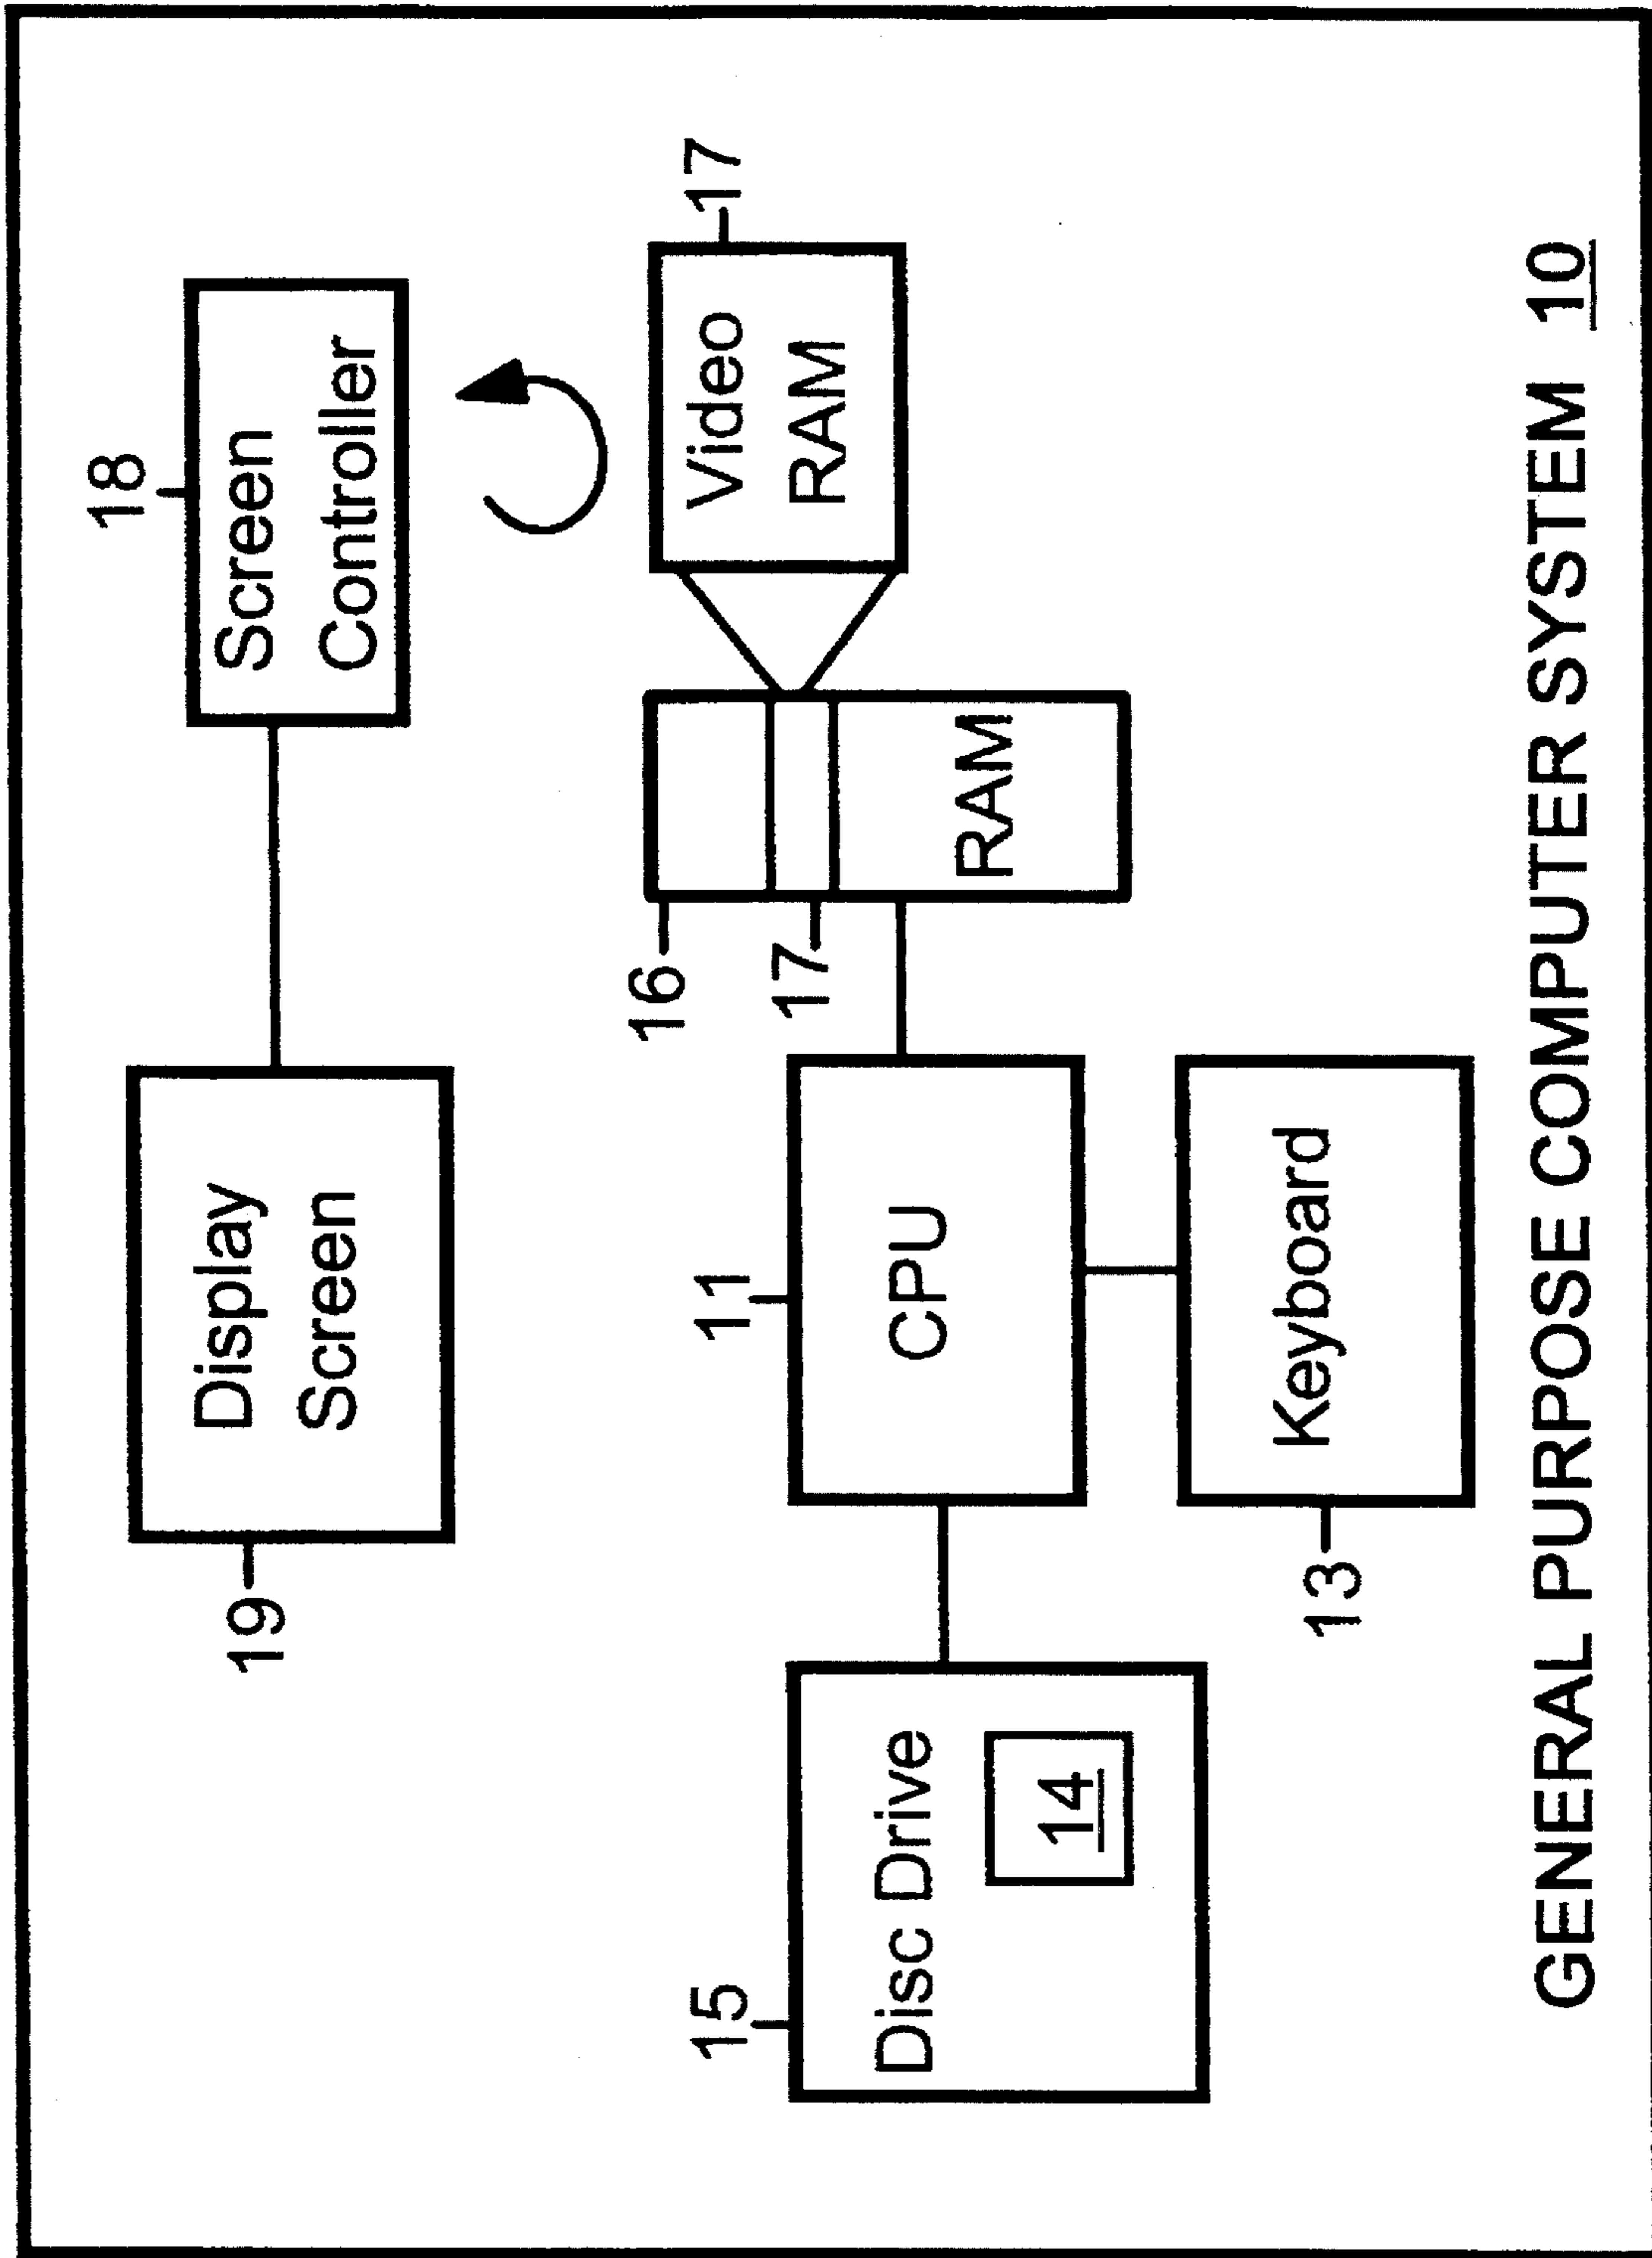 18
19
Display
Screen
Screen
Controller
16
17
17
Video
RAM
RAM
15
11
Disc Drive
14
CPU
13
Keyboard
GENERAL PURPOSE COMPUTER SYSTEM 10